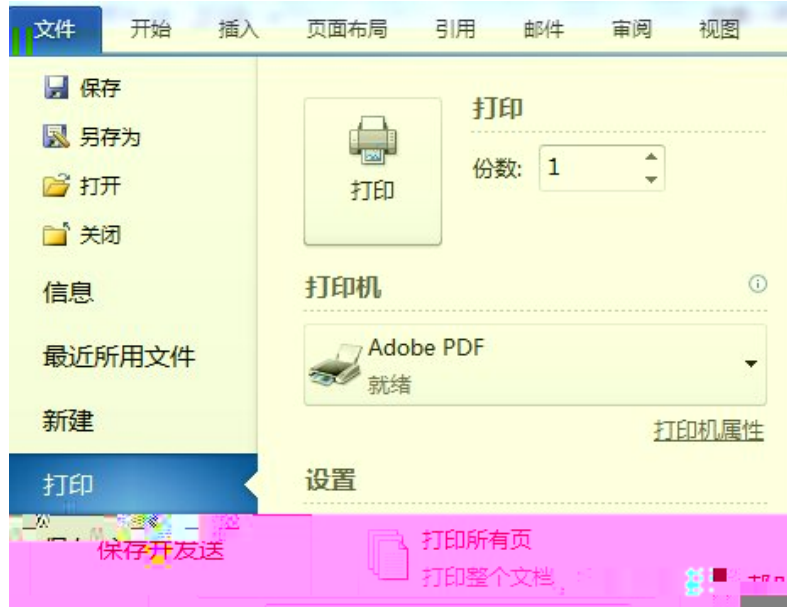 文件 开始 插入 页面布局 引用 邮件 审阅 视图
保存
另存为
打开
关闭
信息
最近所用文件
新建
打印
保存开发送
打印
打印
份数: 1
打印机
Adobe PDF
就绪
打印机属性
设置
打印所有页
打印整个文档